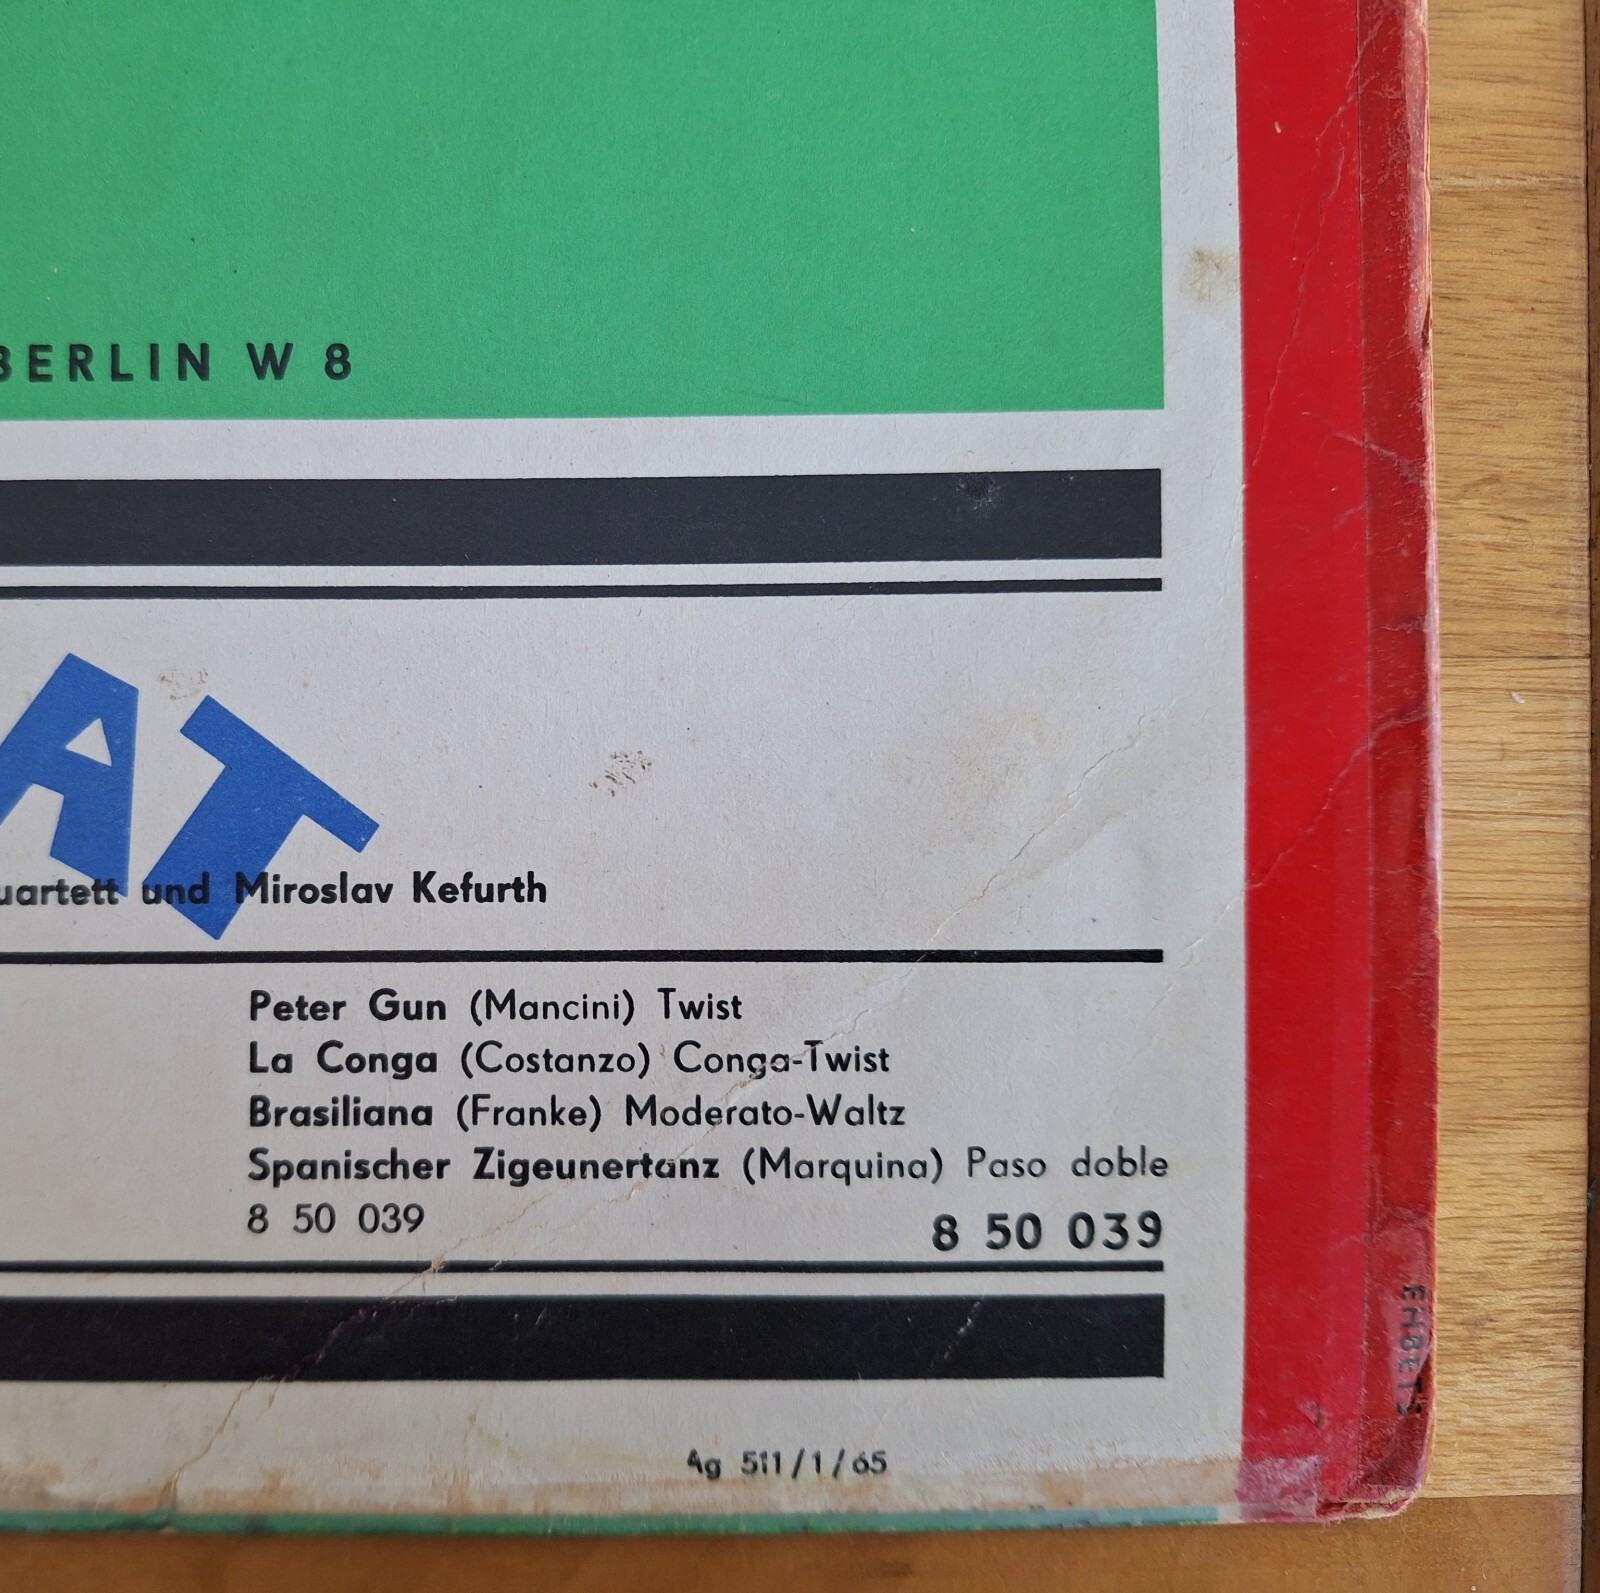 BERLIN W 8
AT
uartett und Miroslav Kefurth
Peter Gun (Mancini) Twist
La Conga (Costanzo) Conga-Twist
Brasiliana (Franke) Moderato-Waltz
Spanischer Zigeunertanz (Marquina) Paso doble
8 50 039
8 50 039
Ag 511/1/65